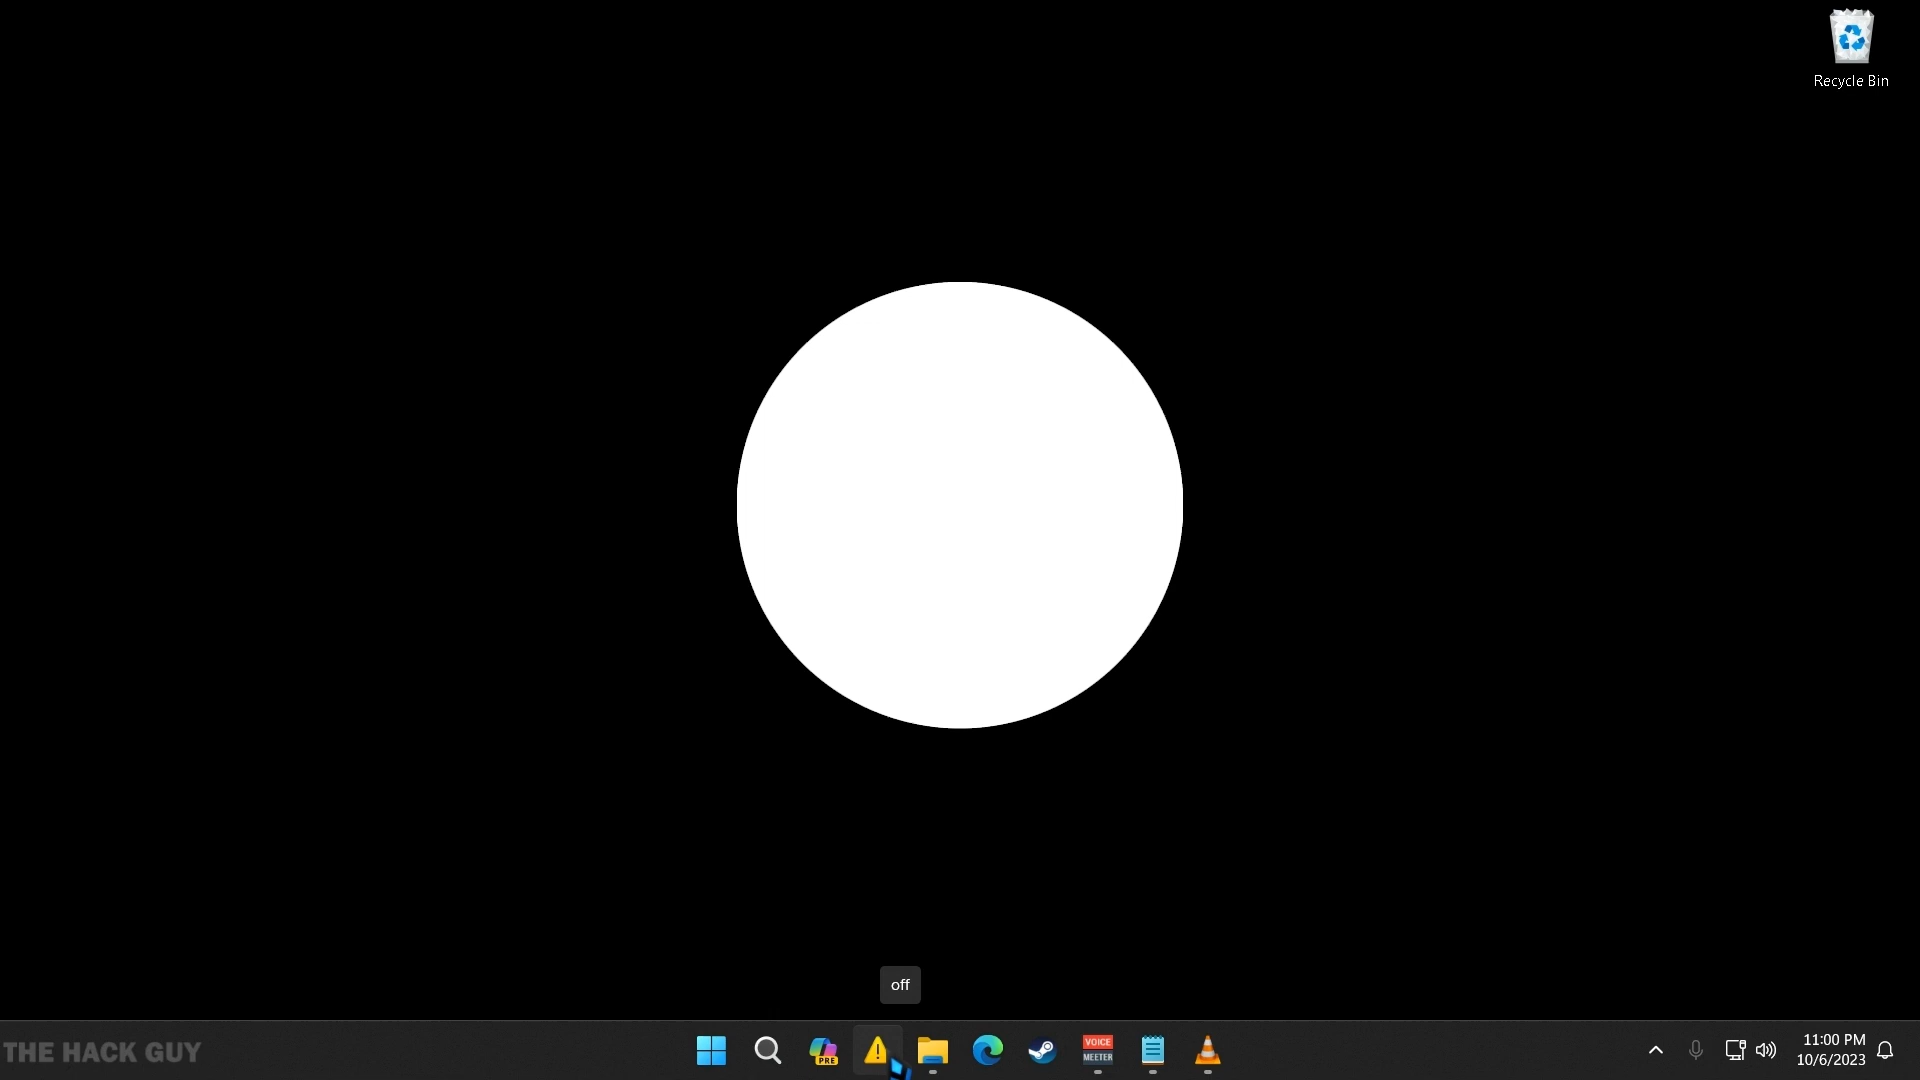 Recycle Bin
off
THE HACK GUY
PRE
VOICE
MEETER
11:00 PM
10/6/2023